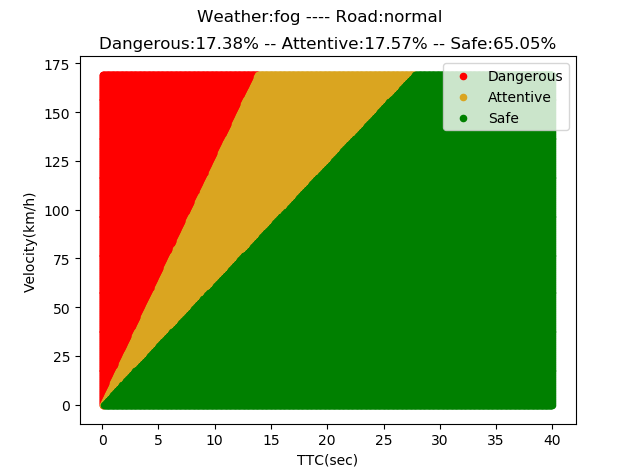 Weather:fog ---- Road:normal
Dangerous:17.38% -- Attentive:17.57% -- Safe:65.05%
175
150
125
100
75
50
25
0
Velocity(km/h)
Dangerous
Attentive
Safe
0 5 10 15 20 25 30 35 40
TTC(sec)